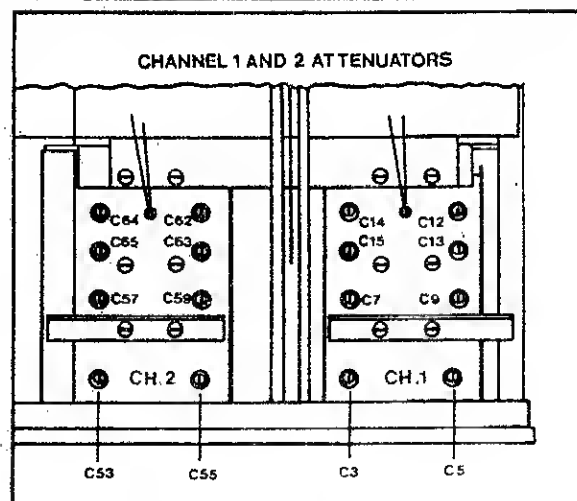 CHANNEL 1 AND 2 ATTENUATORS
C64 C62 C14 C12
C65 C63 C15 C13
C57 C59 C7 C9
CH.2 CH.1
C53 C55 C3 C5